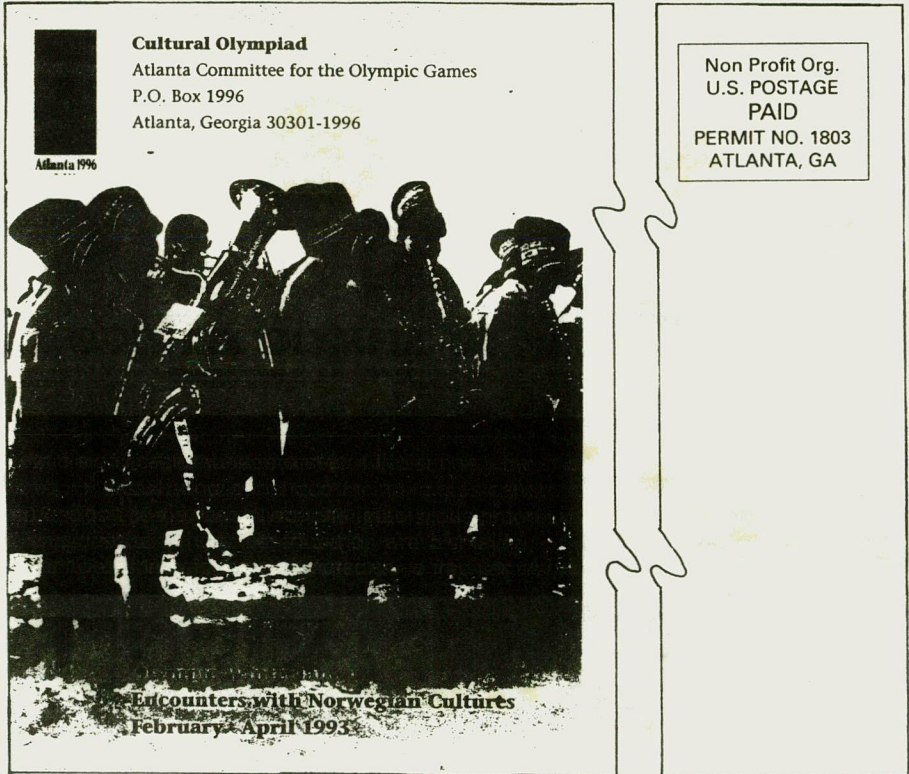 Cultural Olympiad
Atlanta Committee for the Olympic Games
P.O. Box 1996
Atlanta, Georgia 30301-1996
Atlanta 1996
Non Profit Org.
U.S. POSTAGE
PAID
PERMIT NO. 1803
ATLANTA, GA
Encounters with Norwegian Cultures
February - April 1993